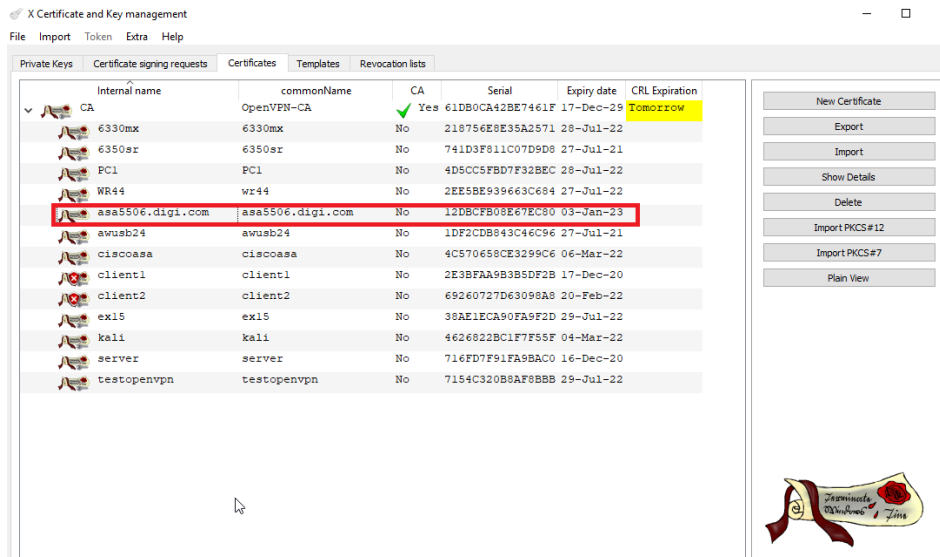 X Certificate and Key management
File Import Token Extra Help
Private Keys Certificate signing requests Certificates Templates Revocation lists
Internal name commonName CA Serial Expiry date CRL Expiration
CA OpenVPN-CA Yes 61DB0CA42BE7461F 17-Dec-29 Tomorrow
6330mx 6330mx No 218756E8E35A2571 28-Jul-22
6350sr 6350sr No 741D3F811C07D9D8 27-Jul-21
PC1 PC1 No 4D5CC5FBD7F32BEC 28-Jul-22
WR44 wr44 No 2EE5BE939663C684 27-Jul-22
asa5506.digi.com asa5506.digi.com No 12DBCFB08E67EC80 03-Jan-23
awusb24 awusb24 No 1DF2CDB843C46C96 27-Jul-21
ciscoasa ciscoasa No 4C570658CE3299C6 06-Mar-22
client1 client1 No 2E3BFAA9B3B5DF2B 17-Dec-20
client2 client2 No 69260727D63098A8 20-Feb-22
ex15 ex15 No 38AE1ECA90FA9F2D 29-Jul-22
kali kali No 4626822BC1F7F55F 04-Mar-22
server server No 716FD7F91FA9BAC0 16-Dec-20
testopenvpn testopenvpn No 7154C320B8AF8BBB 29-Jul-22
New Certificate
Export
Import
Show Details
Delete
Import PKCS#12
Import PKCS#7
Plain View